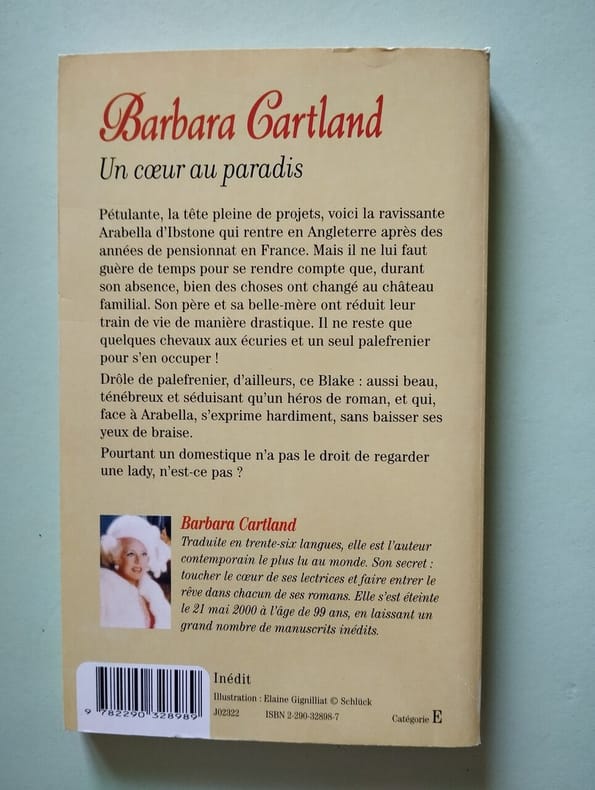 Barbara Cartland
Un cœur au paradis
Pétulante, la tête pleine de projets, voici la ravissante
Arabella d'Ibstone qui rentre en Angleterre après des
années de pensionnat en France. Mais il ne lui faut
guère de temps pour se rendre compte que, durant
son absence, bien des choses ont changé au château
familial. Son père et sa belle-mère ont réduit leur
train de vie de manière drastique. Il ne reste que
quelques chevaux aux écuries et un seul palefrenier
pour s'en occuper !
Drôle de palefrenier, d'ailleurs, ce Blake : aussi beau,
ténébreux et séduisant qu'un héros de roman, et qui,
face à Arabella, s'exprime hardiment, sans baisser ses
yeux de braise.
Pourtant un domestique n'a pas le droit de regarder
une lady, n'est-ce pas ?
Barbara Cartland
Traduite en trente-six langues, elle est l'auteur
contemporain le plus lu au monde. Son secret :
toucher le cœur de ses lectrices et faire entrer le
rêve dans chacun de ses romans. Elle s'est éteinte
le 21 mai 2000 à l'âge de 99 ans, en laissant un
grand nombre de manuscrits inédits.
Inédit
Illustration : Elaine Gignilliat © Schlück
J02322 ISBN 2-290-32898-7 Catégorie E
9 782290 328989